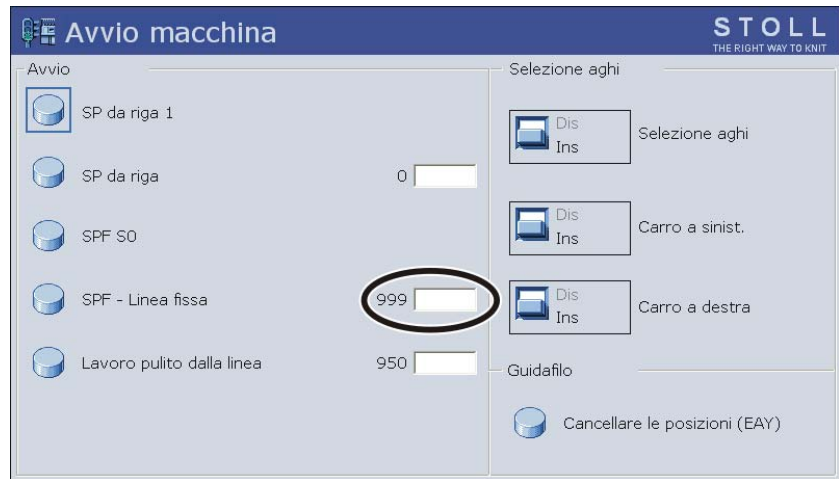 Avvio macchina
STOLL
THE RIGHT WAY TO KNIT
Avvio
SP da riga 1
SP da riga 0
SPF S0
SPF - Linea fissa 999
Lavoro pulito dalla linea 950
Selezione aghi
Dis
Ins
Selezione aghi
Dis
Ins
Carro a sinist.
Dis
Ins
Carro a destra
Guidafilo
Cancellare le posizioni (EAY)